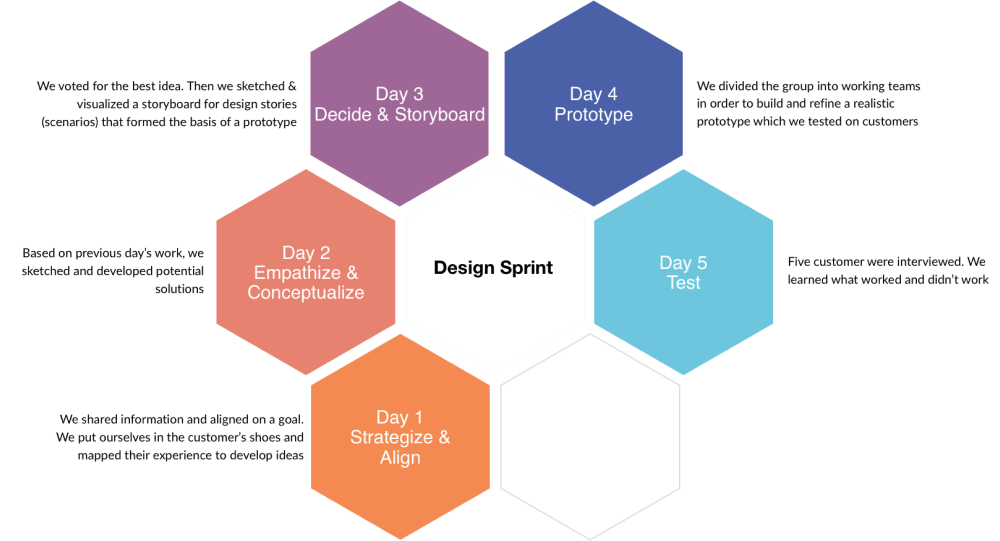 We voted for the best idea. Then we sketched &
visualized a storyboard for design stories
(scenarios) that formed the basis of a prototype
Day 3
Decide & Storyboard
Day 4
Prototype
We divided the group into working teams
in order to build and refine a realistic
prototype which we tested on customers
Based on previous day's work, we
sketched and developed potential
solutions
Day 2
Empathize &
Conceptualize
Design Sprint
Day 5
Test
Five customer were interviewed. We
learned what worked and didn't work
We shared information and aligned on a goal.
We put ourselves in the customer's shoes and
mapped their experience to develop ideas
Day 1
Strategize &
Align